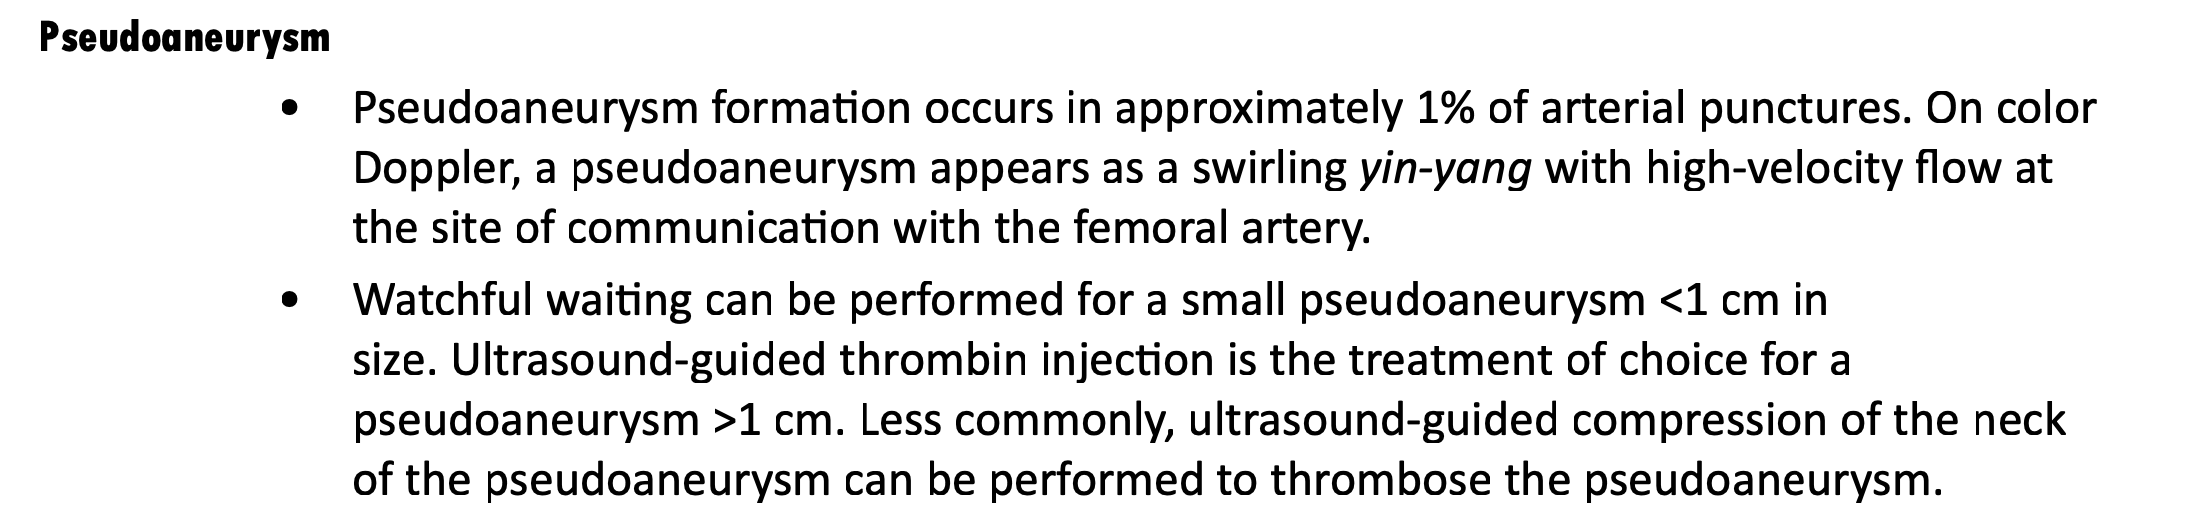 Pseudoaneurysm
• Pseudoaneurysm formation occurs in approximately 1% of arterial punctures. On color
Doppler, a pseudoaneurysm appears as a swirling yin-yang with high-velocity flow at
the site of communication with the femoral artery.
• Watchful waiting can be performed for a small pseudoaneurysm <1 cm in
size. Ultrasound-guided thrombin injection is the treatment of choice for a
pseudoaneurysm >1 cm. Less commonly, ultrasound-guided compression of the neck
of the pseudoaneurysm can be performed to thrombose the pseudoaneurysm.